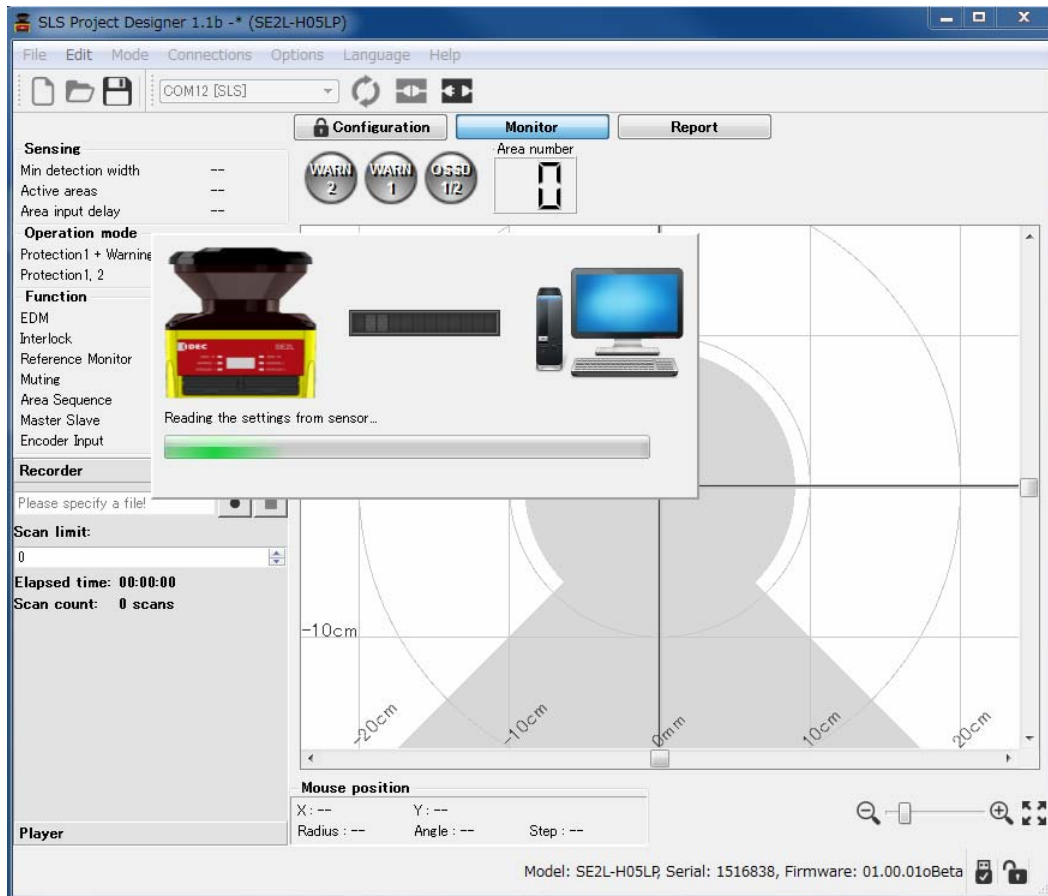 SLS Project Designer 1.1b -* (SE2L-H05LP)
File Edit Mode Connections Options Language Help
COM12 [SLS]
Configuration Monitor Report
Sensing
Min detection width --
Active areas --
Area input delay --
WARN 2 WARN 1 OSSD 1/2
Area number
0
Operation mode
Protection1 + Warning
Protection1, 2
Function
EDM
Interlock
Reference Monitor
Muting
Area Sequence
Master Slave
Encoder Input
IDEC SE2L
Reading the settings from sensor...
Recorder
Please specify a file!
Scan limit:
0
Elapsed time: 00:00:00
Scan count: 0 scans
-10cm
-20cm -10cm 0mm 10cm 20cm
Mouse position
X : -- Y : --
Radius : -- Angle : -- Step : --
Player
Model: SE2L-H05LP, Serial: 1516838, Firmware: 01.00.01oBeta